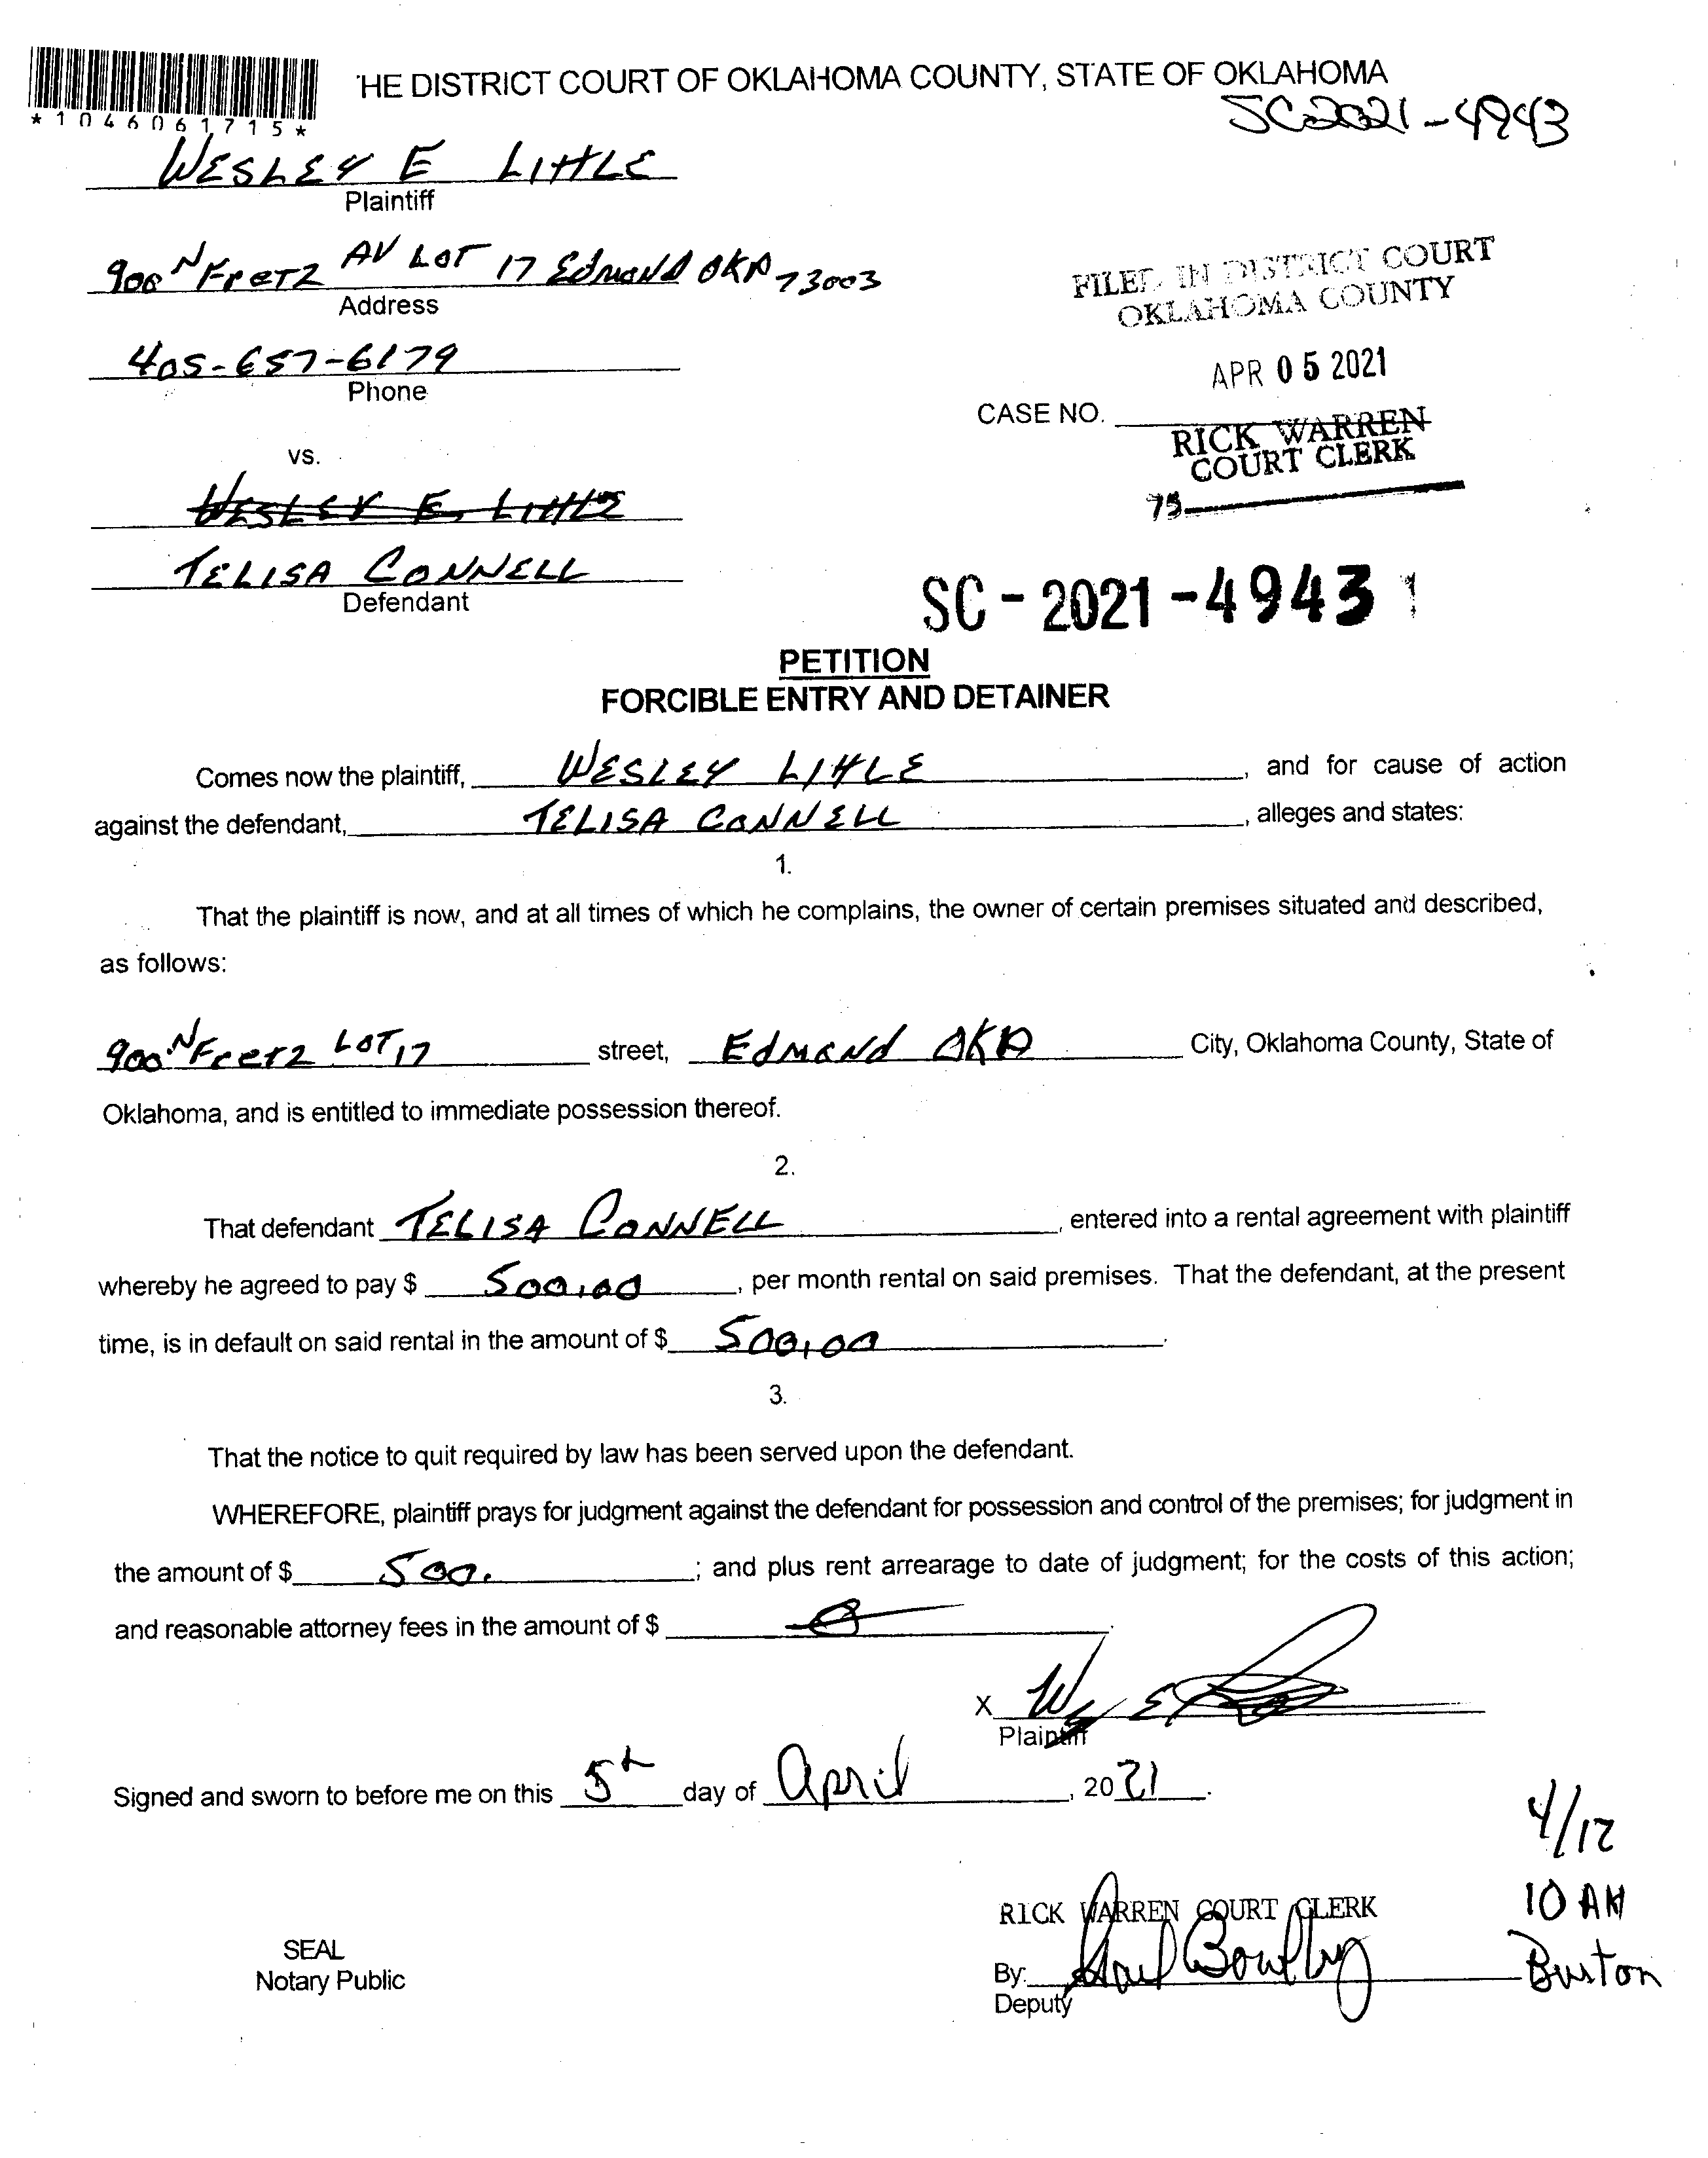 'HE DISTRICT COURT OF OKLAHOMA COUNTY, STATE OF OKLAHOMA
*1046061715*
SC2021-4943
WESLEY E LITTLE
Plaintiff
900 N Fretz AV LOT 17 Edmond OKA 73003
Address
FILED IN DISTRICT COURT
OKLAHOMA COUNTY
405-657-6179
Phone
APR 05 2021
CASE NO.
RICK WARREN
COURT CLERK
vs.
WESLEY E. LITTLE
75
TELISA CONNELL
Defendant
SC-2021-4943
PETITION
FORCIBLE ENTRY AND DETAINER
Comes now the plaintiff, WESLEY LITTLE, and for cause of action
against the defendant, TELISA CONNELL, alleges and states:
1.
That the plaintiff is now, and at all times of which he complains, the owner of certain premises situated and described,
as follows:
900 N Fretz LOT 17 street, EDMOND OKA City, Oklahoma County, State of
Oklahoma, and is entitled to immediate possession thereof.
2.
That defendant TELISA CONNELL, entered into a rental agreement with plaintiff
whereby he agreed to pay $ 500.00, per month rental on said premises. That the defendant, at the present
time, is in default on said rental in the amount of $ 500.00.
3.
That the notice to quit required by law has been served upon the defendant.
WHEREFORE, plaintiff prays for judgment against the defendant for possession and control of the premises; for judgment in
the amount of $ 500. ; and plus rent arrearage to date of judgment; for the costs of this action;
and reasonable attorney fees in the amount of $
X
Plaintiff
Signed and sworn to before me on this 5th day of April, 2021.
4/12
10 AM
Burton
RICK WARREN COURT CLERK
SEAL
Notary Public
By:
Deputy